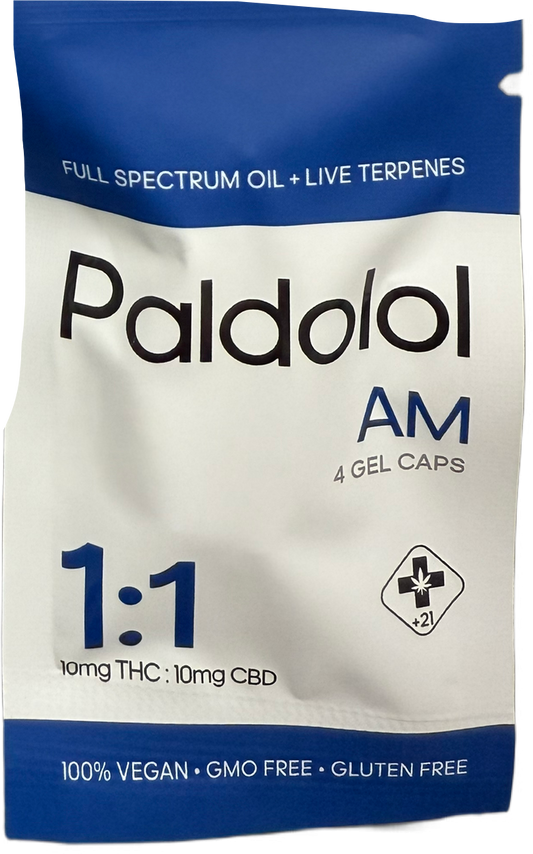 FULL SPECTRUM OIL + LIVE TERPENES
Paldolol
AM
4 GEL CAPS
1:1
10mg THC : 10mg CBD
+21
100% VEGAN • GMO FREE • GLUTEN FREE